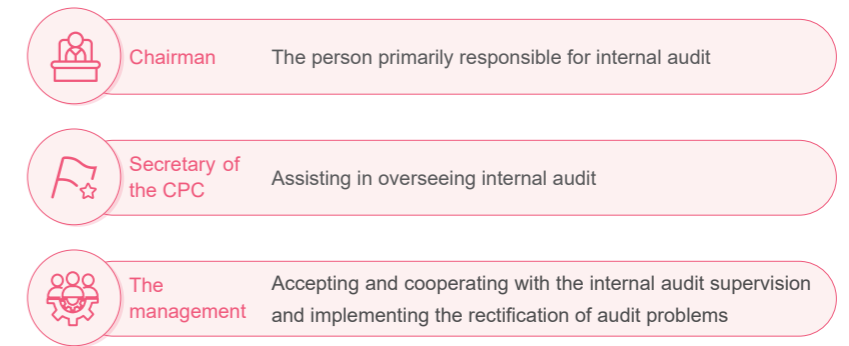 Chairman
The person primarily responsible for internal audit
Secretary of
the CPC
Assisting in overseeing internal audit
The
management
Accepting and cooperating with the internal audit supervision
and implementing the rectification of audit problems